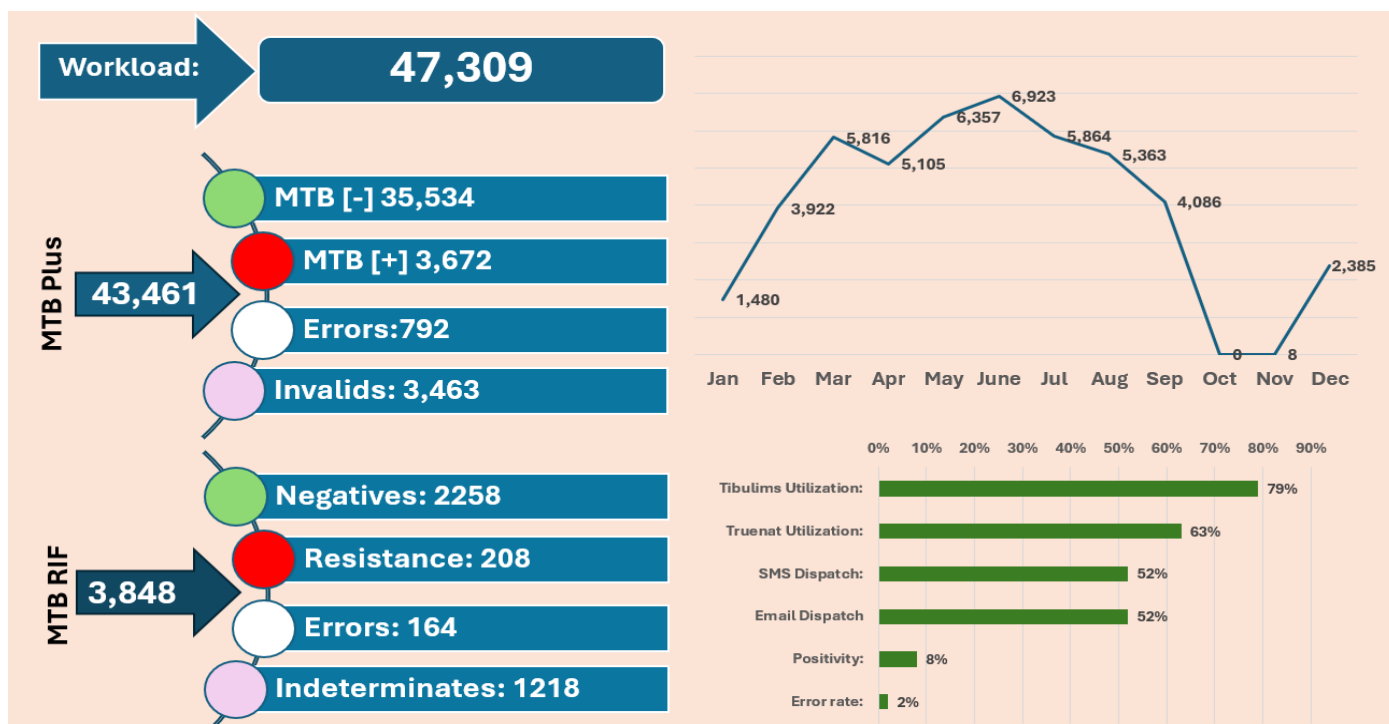 Workload:
47,309
MTB Plus
43,461
MTB [-] 35,534
MTB [+] 3,672
Errors:792
Invalids: 3,463
MTB RIF
3,848
Negatives: 2258
Resistance: 208
Errors: 164
Indeterminates: 1218
1,480
3,922
5,816
5,105
6,357
6,923
5,864
5,363
4,086
0
8
2,385
Jan Feb Mar Apr May June Jul Aug Sep Oct Nov Dec
0% 10% 20% 30% 40% 50% 60% 70% 80% 90%
Tibulims Utilization: 79%
Truenat Utilization: 63%
SMS Dispatch: 52%
Email Dispatch 52%
Positivity: 8%
Error rate: 2%